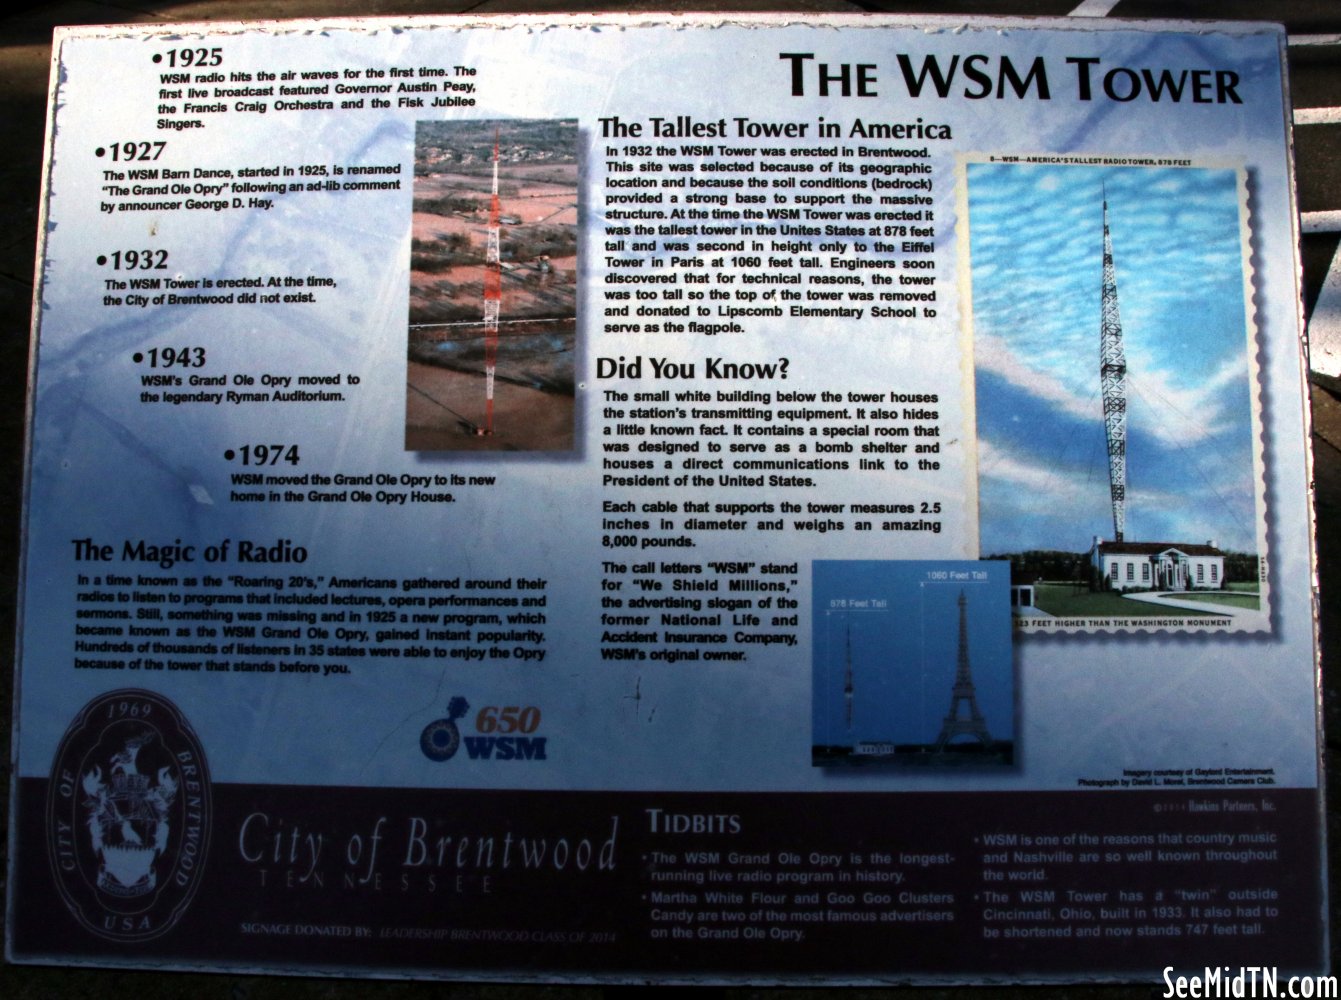 THE WSM TOWER
•1925
WSM radio hits the air waves for the first time. The
first live broadcast featured Governor Austin Peay,
the Francis Craig Orchestra and the Fisk Jubilee
Singers.
•1927
The WSM Barn Dance, started in 1925, is renamed
"The Grand Ole Opry" following an ad-lib comment
by announcer George D. Hay.
•1932
The WSM Tower is erected. At the time,
the City of Brentwood did not exist.
•1943
WSM's Grand Ole Opry moved to
the legendary Ryman Auditorium.
•1974
WSM moved the Grand Ole Opry to its new
home in the Grand Ole Opry House.
The Magic of Radio
In a time known as the "Roaring 20's," Americans gathered around their
radios to listen to programs that included lectures, opera performances and
sermons. Still, something was missing and in 1925 a new program, which
became known as the WSM Grand Ole Opry, gained instant popularity.
Hundreds of thousands of listeners in 35 states were able to enjoy the Opry
because of the tower that stands before you.
650
WSM
The Tallest Tower in America
In 1932 the WSM Tower was erected in Brentwood.
This site was selected because of its geographic
location and because the soil conditions (bedrock)
provided a strong base to support the massive
structure. At the time the WSM Tower was erected it
was the tallest tower in the Unites States at 878 feet
tall and was second in height only to the Eiffel
Tower in Paris at 1060 feet tall. Engineers soon
discovered that for technical reasons, the tower
was too tall so the top of the tower was removed
and donated to Lipscomb Elementary School to
serve as the flagpole.
Did You Know?
The small white building below the tower houses
the station's transmitting equipment. It also hides
a little known fact. It contains a special room that
was designed to serve as a bomb shelter and
houses a direct communications link to the
President of the United States.
Each cable that supports the tower measures 2.5
inches in diameter and weighs an amazing
8,000 pounds.
The call letters "WSM" stand
for "We Shield Millions,"
the advertising slogan of the
former National Life and
Accident Insurance Company,
WSM's original owner.
8—WSM—AMERICA'S TALLEST RADIO TOWER, 878 FEET
323 FEET HIGHER THAN THE WASHINGTON MONUMENT
878 Feet Tall
1060 Feet Tall
Imagery courtesy of Gaylord Entertainment.
Photograph by David L. Morel, Brentwood Camera Club.
©2014 Hawkins Partners, Inc.
1969
CITY OF BRENTWOOD
USA
City of Brentwood
TENNESSEE
SIGNAGE DONATED BY: LEADERSHIP BRENTWOOD CLASS OF 2014
TIDBITS
• The WSM Grand Ole Opry is the longest-
running live radio program in history.
• Martha White Flour and Goo Goo Clusters
Candy are two of the most famous advertisers
on the Grand Ole Opry.
• WSM is one of the reasons that country music
and Nashville are so well known throughout
the world.
• The WSM Tower has a "twin" outside
Cincinnati, Ohio, built in 1933. It also had to
be shortened and now stands 747 feet tall.
SeeMidTN.com